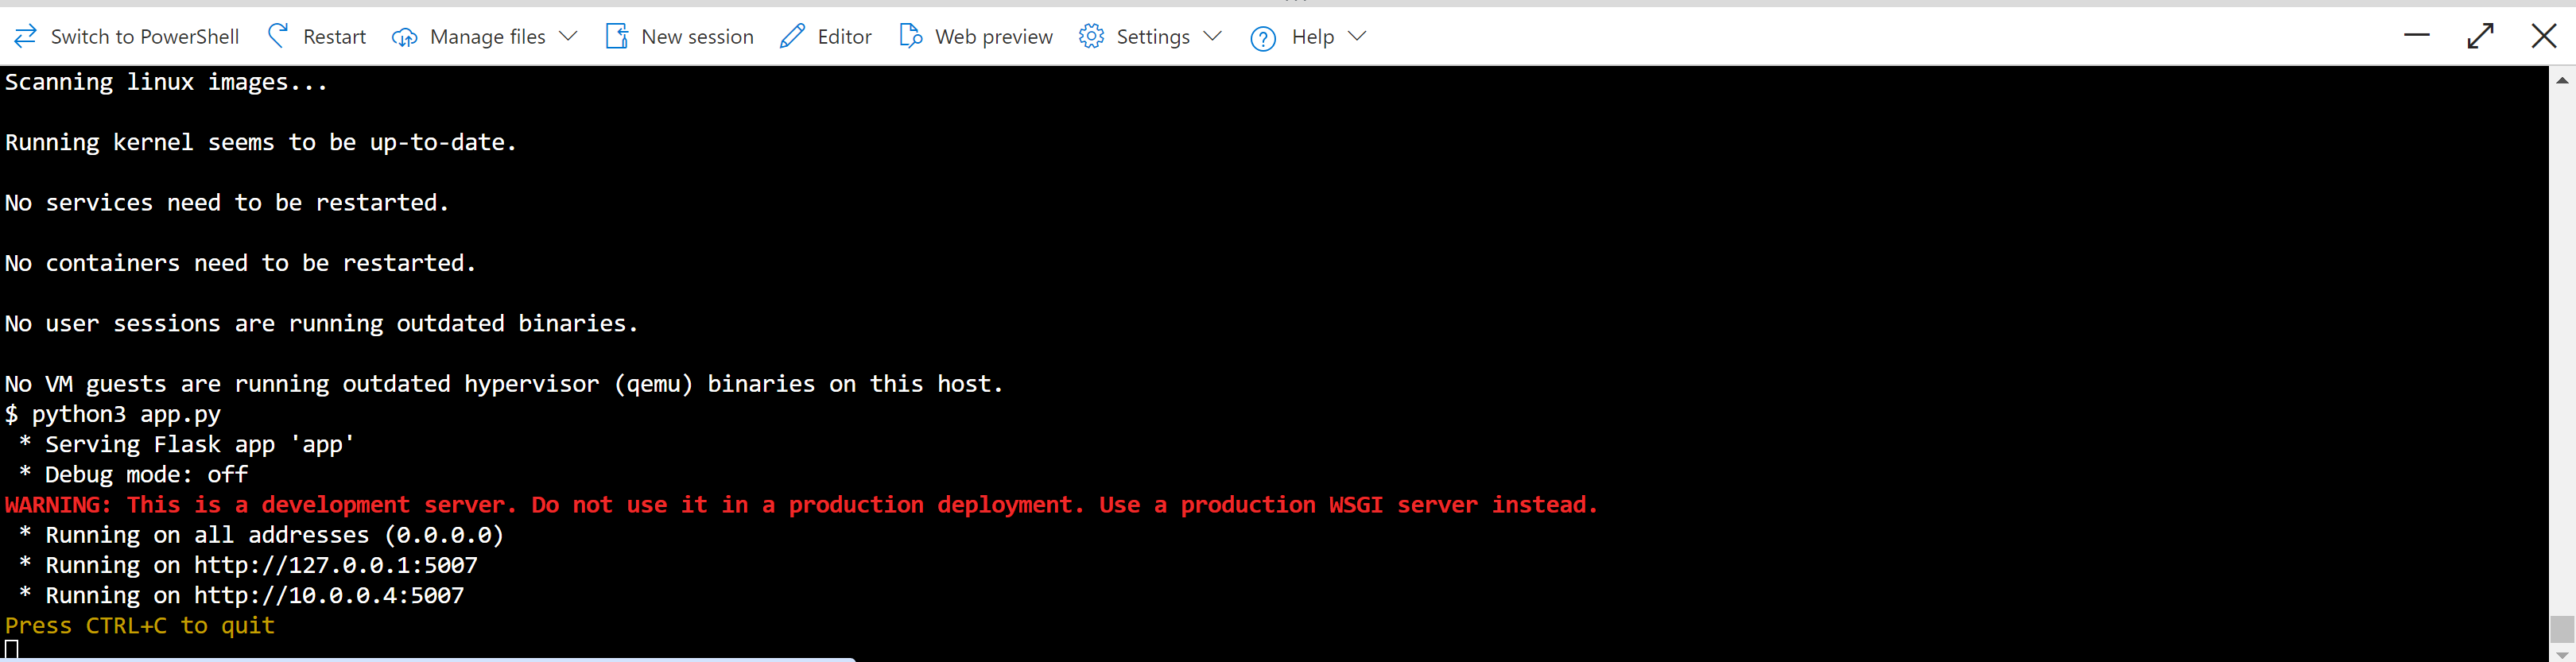 Switch to PowerShell Restart Manage files New session Editor Web preview Settings Help
Scanning linux images...
Running kernel seems to be up-to-date.
No services need to be restarted.
No containers need to be restarted.
No user sessions are running outdated binaries.
No VM guests are running outdated hypervisor (qemu) binaries on this host.
$ python3 app.py
 * Serving Flask app 'app'
 * Debug mode: off
WARNING: This is a development server. Do not use it in a production deployment. Use a production WSGI server instead.
 * Running on all addresses (0.0.0.0)
 * Running on http://127.0.0.1:5007
 * Running on http://10.0.0.4:5007
Press CTRL+C to quit